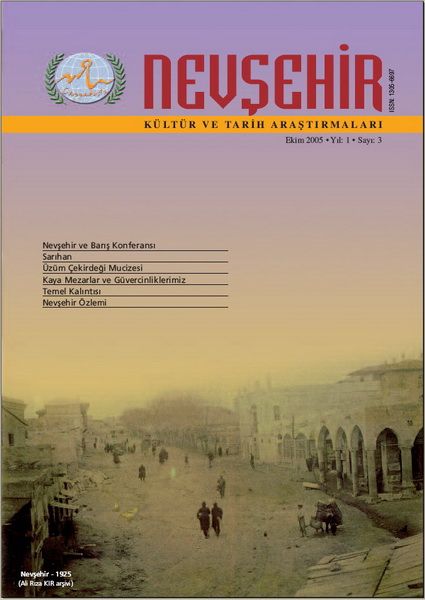 NEVŞEHİR
ISSN: 1305-6697
KÜLTÜR VE TARİH ARAŞTIRMALARI
Ekim 2005 • Yıl: 1 • Sayı: 3
Nevşehir ve Barış Konferansı
Sarıhan
Üzüm Çekirdeği Mucizesi
Kaya Mezarlar ve Güvercinliklerimiz
Temel Kalıntısı
Nevşehir Özlemi
Nevşehir - 1925
(Ali Rıza KIR arşivi)